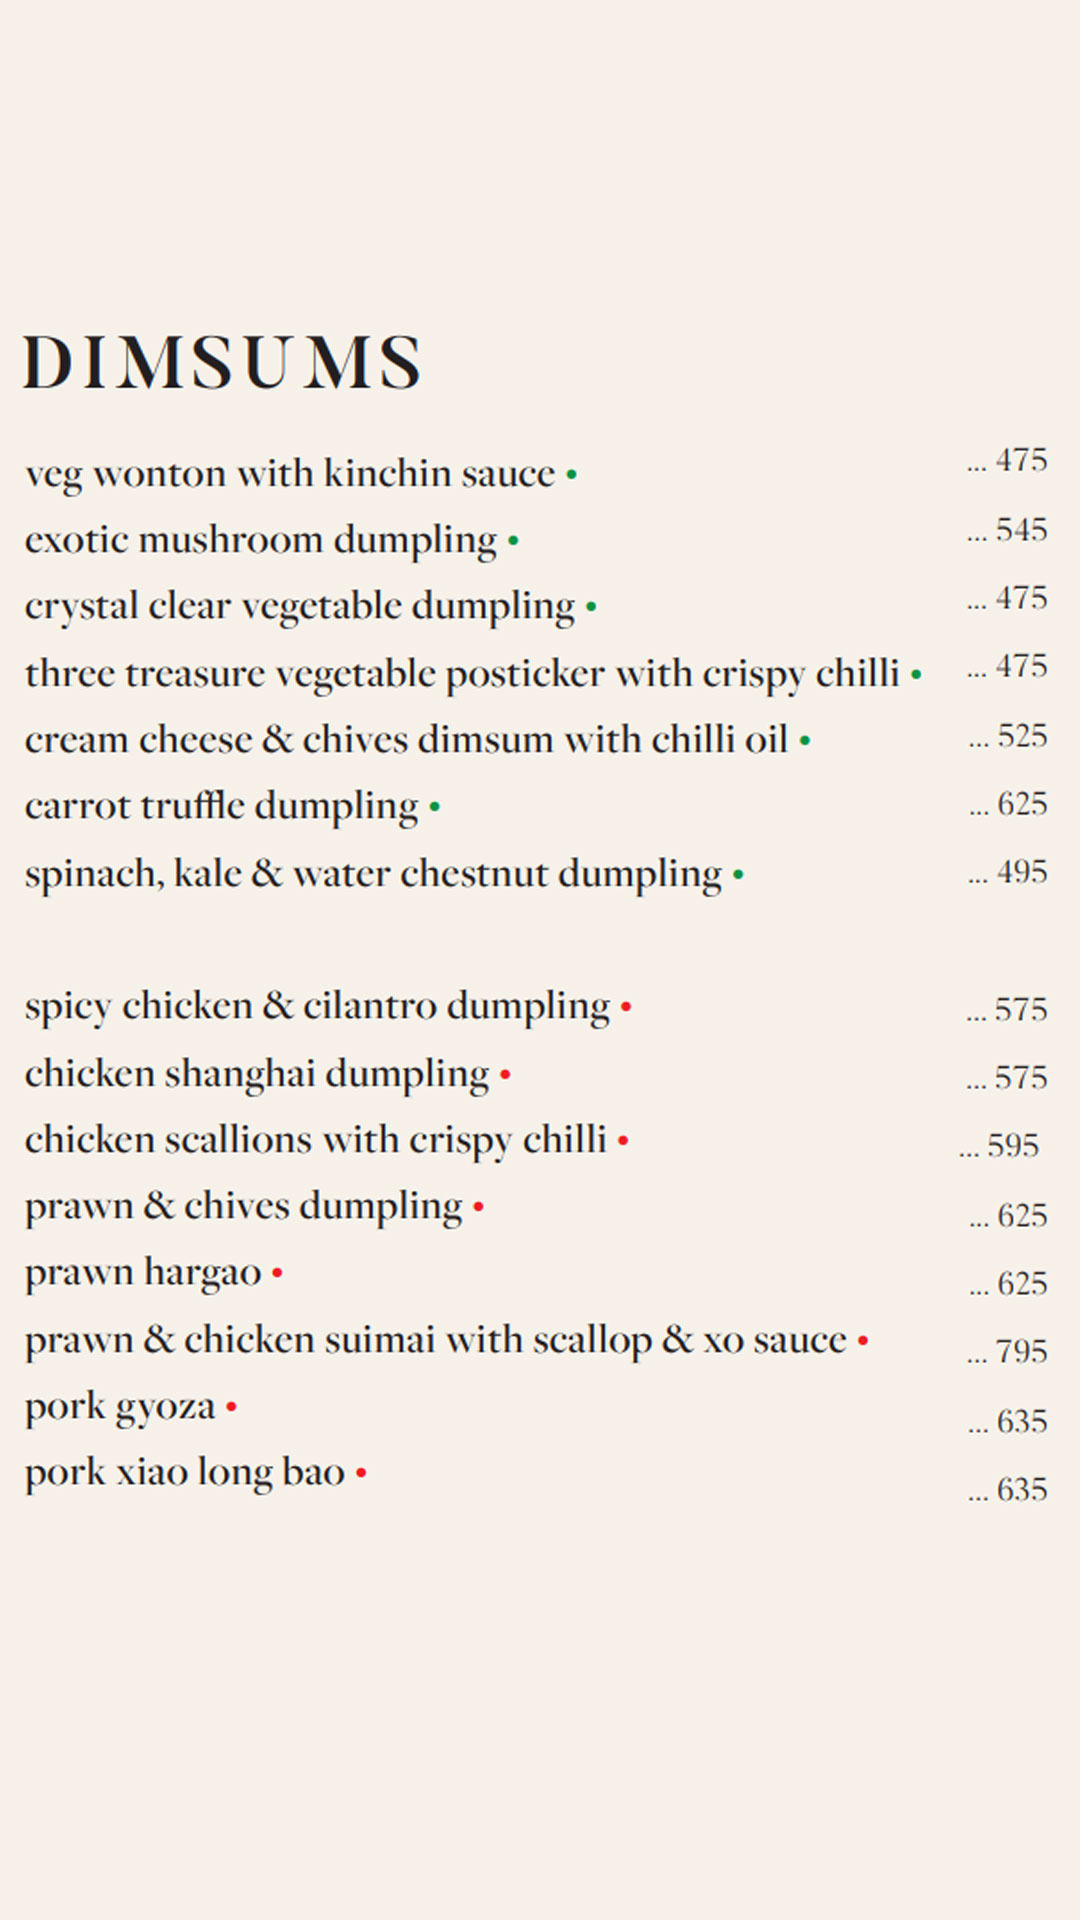 DIMSUMS
veg wonton with kinchin sauce • ... 475
exotic mushroom dumpling • ... 545
crystal clear vegetable dumpling • ... 475
three treasure vegetable posticker with crispy chilli • ... 475
cream cheese & chives dimsum with chilli oil • ... 525
carrot truffle dumpling • ... 625
spinach, kale & water chestnut dumpling • ... 495
spicy chicken & cilantro dumpling • ... 575
chicken shanghai dumpling • ... 575
chicken scallions with crispy chilli • ... 595
prawn & chives dumpling • ... 625
prawn hargao • ... 625
prawn & chicken suimai with scallop & xo sauce • ... 795
pork gyoza • ... 635
pork xiao long bao • ... 635